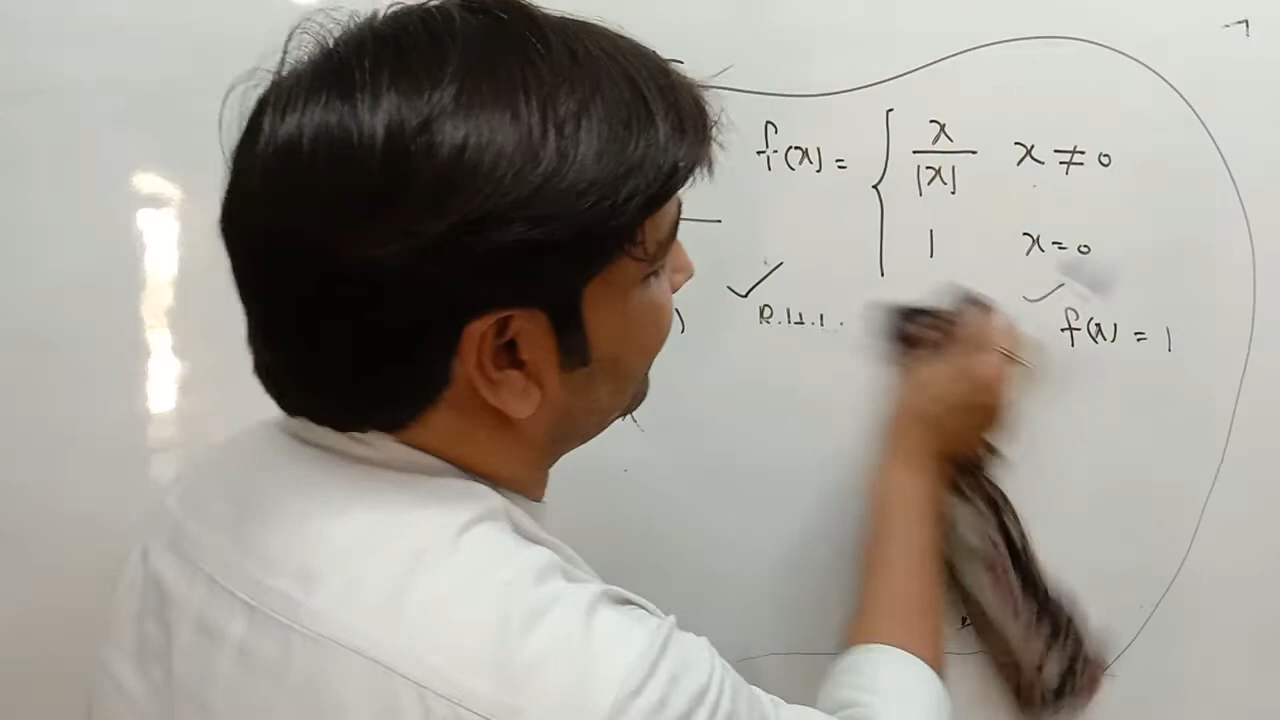 f(x) = { x/|x| x ≠ 0
1 x = 0
R.H.L.
f(x) = 1